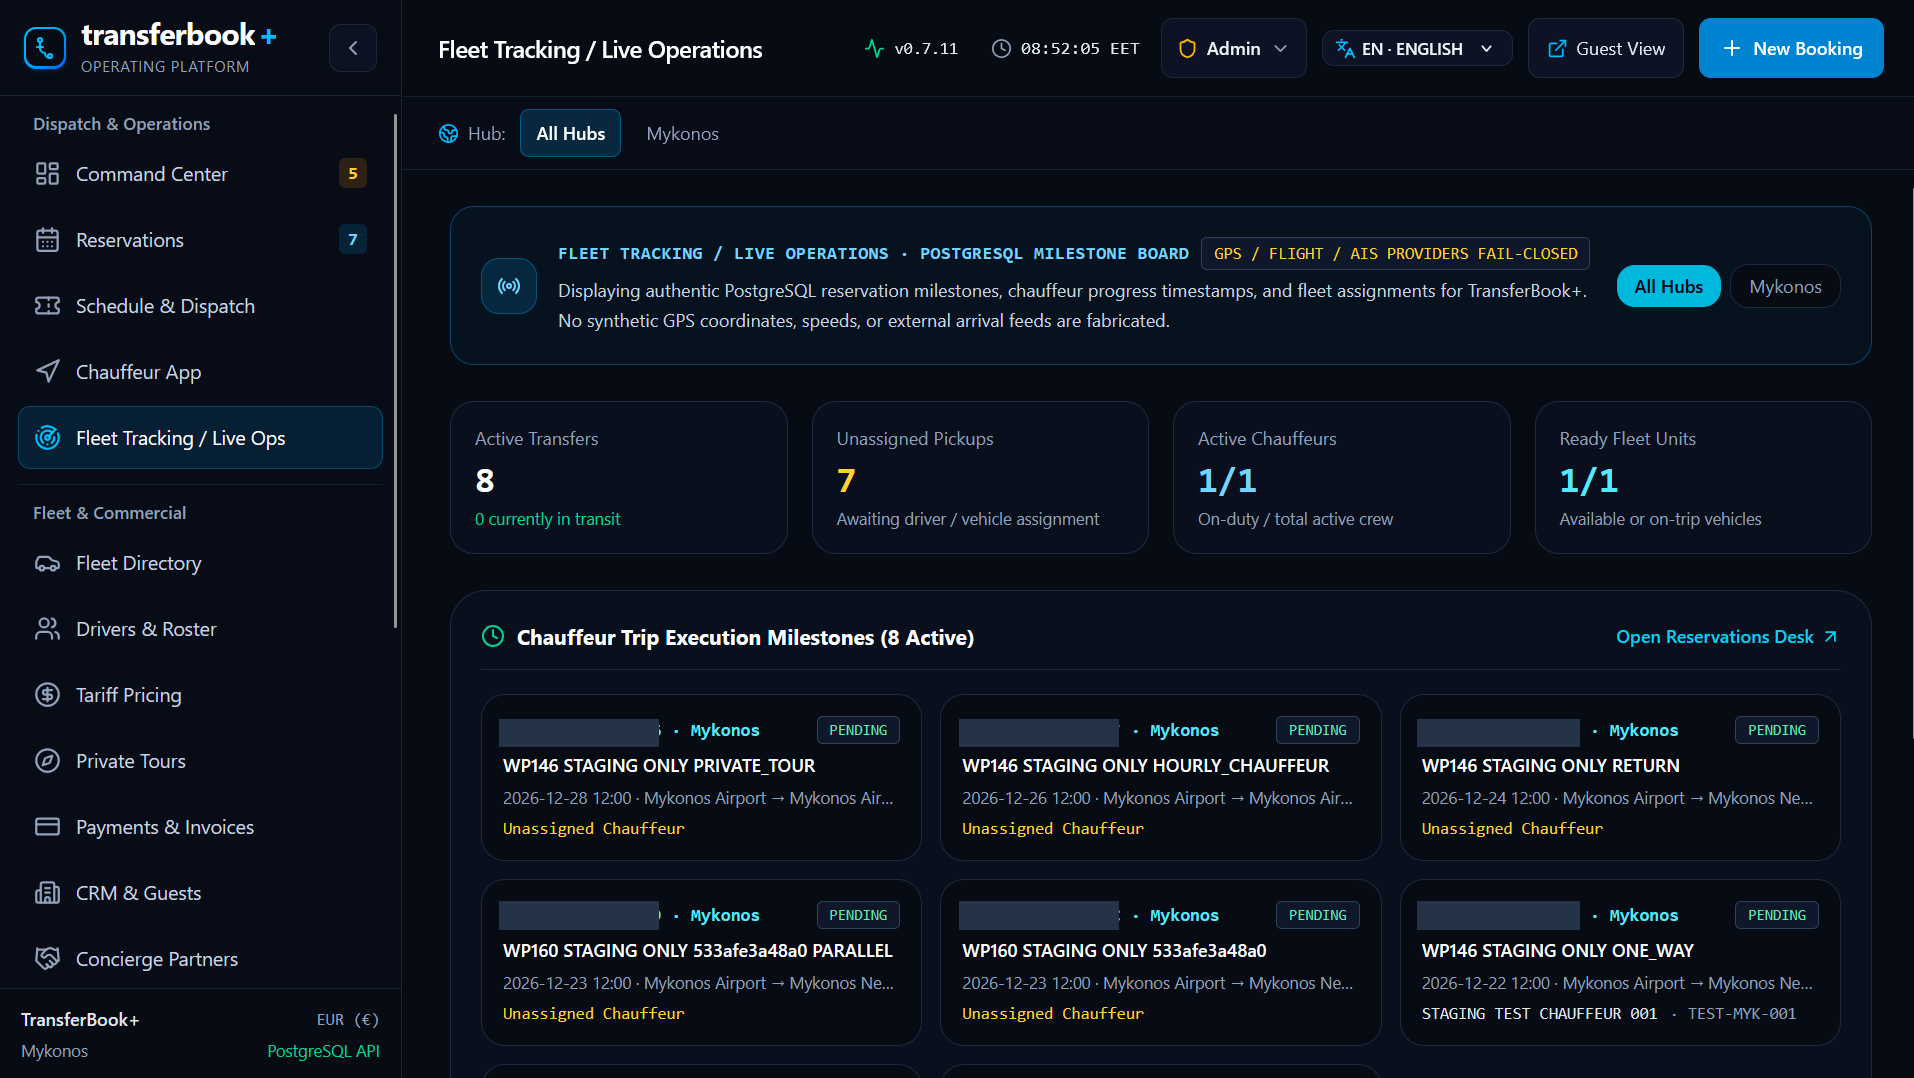 transferbook +
OPERATING PLATFORM
Dispatch & Operations
Command Center 5
Reservations 7
Schedule & Dispatch
Chauffeur App
Fleet Tracking / Live Ops
Fleet & Commercial
Fleet Directory
Drivers & Roster
Tariff Pricing
Private Tours
Payments & Invoices
CRM & Guests
Concierge Partners
TransferBook+ EUR (€)
Mykonos PostgreSQL API
Fleet Tracking / Live Operations v0.7.11 08:52:05 EET Admin EN · ENGLISH Guest View + New Booking
Hub: All Hubs Mykonos
FLEET TRACKING / LIVE OPERATIONS · POSTGRESQL MILESTONE BOARD GPS / FLIGHT / AIS PROVIDERS FAIL-CLOSED
Displaying authentic PostgreSQL reservation milestones, chauffeur progress timestamps, and fleet assignments for TransferBook+.
No synthetic GPS coordinates, speeds, or external arrival feeds are fabricated.
All Hubs Mykonos
Active Transfers
8
0 currently in transit
Unassigned Pickups
7
Awaiting driver / vehicle assignment
Active Chauffeurs
1/1
On-duty / total active crew
Ready Fleet Units
1/1
Available or on-trip vehicles
Chauffeur Trip Execution Milestones (8 Active) Open Reservations Desk
· Mykonos PENDING
WP146 STAGING ONLY PRIVATE_TOUR
2026-12-28 12:00 · Mykonos Airport → Mykonos Air...
Unassigned Chauffeur
· Mykonos PENDING
WP146 STAGING ONLY HOURLY_CHAUFFEUR
2026-12-26 12:00 · Mykonos Airport → Mykonos Air...
Unassigned Chauffeur
· Mykonos PENDING
WP146 STAGING ONLY RETURN
2026-12-24 12:00 · Mykonos Airport → Mykonos Ne...
Unassigned Chauffeur
· Mykonos PENDING
WP160 STAGING ONLY 533afe3a48a0 PARALLEL
2026-12-23 12:00 · Mykonos Airport → Mykonos Ne...
Unassigned Chauffeur
· Mykonos PENDING
WP160 STAGING ONLY 533afe3a48a0
2026-12-23 12:00 · Mykonos Airport → Mykonos Ne...
Unassigned Chauffeur
· Mykonos PENDING
WP146 STAGING ONLY ONE_WAY
2026-12-22 12:00 · Mykonos Airport → Mykonos Ne...
STAGING TEST CHAUFFEUR 001 · TEST-MYK-001